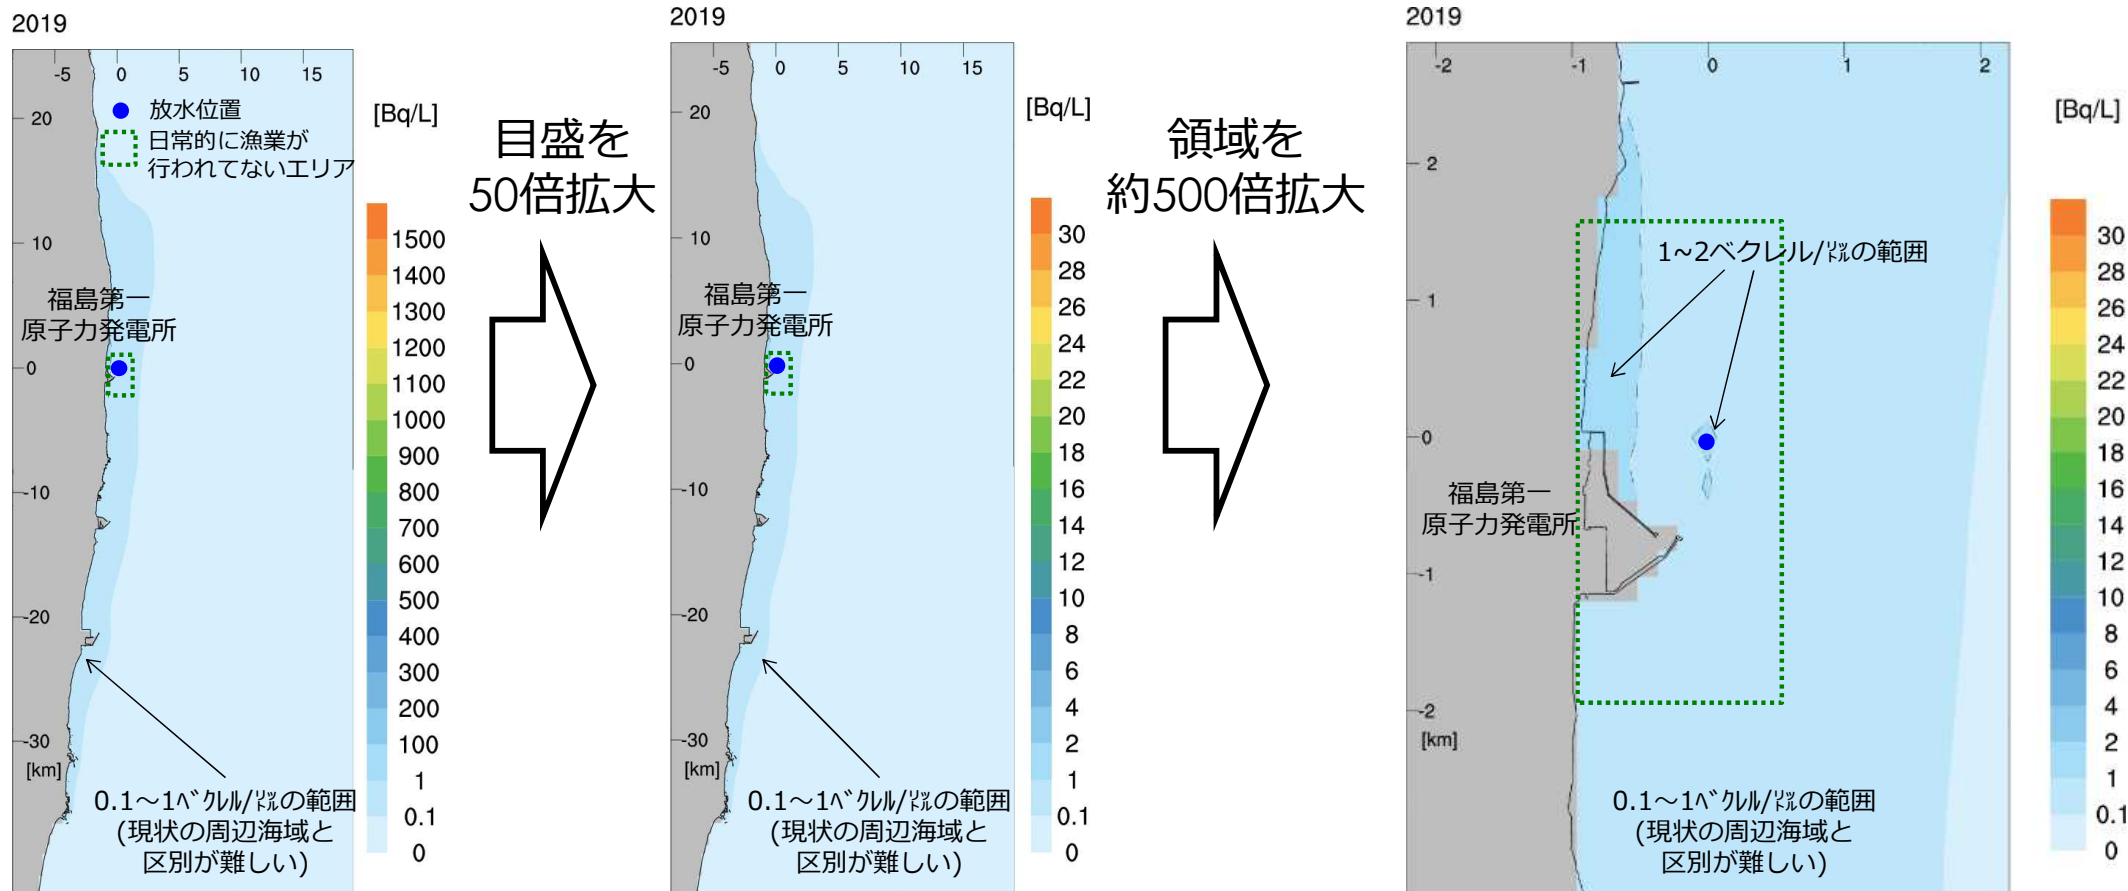 2019
-5 0 5 10 15
放水位置
日常的に漁業が
行われてないエリア
20
10
0
-10
-20
-30
[km]
福島第一
原子力発電所
0.1～1ﾍﾞｸﾚﾙ/㍑の範囲
(現状の周辺海域と
区別が難しい)
[Bq/L]
1500
1400
1300
1200
1100
1000
900
800
700
600
500
400
300
200
100
1
0.1
0
目盛を
50倍拡大
2019
-5 0 5 10 15
20
10
0
-10
-20
-30
[km]
福島第一
原子力発電所
0.1～1ﾍﾞｸﾚﾙ/㍑の範囲
(現状の周辺海域と
区別が難しい)
[Bq/L]
30
28
26
24
22
20
18
16
14
12
10
8
6
4
2
1
0.1
0
領域を
約500倍拡大
2019
-2 -1 0 1 2
2
1
0
-1
-2
[km]
1~2ベクレル/㍑の範囲
福島第一
原子力発電所
0.1～1ﾍﾞｸﾚﾙ/㍑の範囲
(現状の周辺海域と
区別が難しい)
[Bq/L]
30
28
26
24
22
20
18
16
14
12
10
8
6
4
2
1
0.1
0